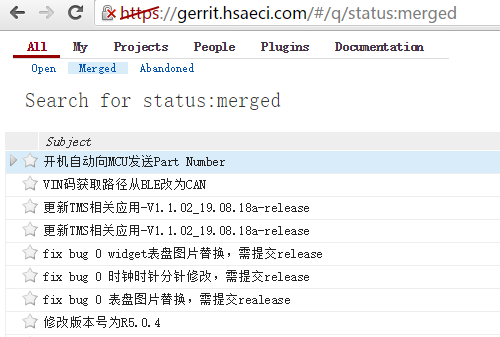 https://gerrit.hsaeci.com/#/q/status:merged
All My Projects People Plugins Documentation
Open Merged Abandoned
Search for status:merged
Subject
开机自动向MCU发送Part Number
VIN码获取路径从BLE改为CAN
更新TMS相关应用-V1.1.02_19.08.18a-release
更新TMS相关应用-V1.1.02_19.08.18a-release
fix bug 0 widget表盘图片替换，需提交release
fix bug 0 时钟时针分针修改，需提交release
fix bug 0 表盘图片替换，需提交realease
修改版本号为R5.0.4